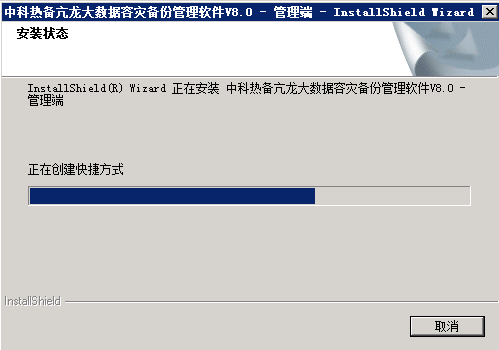 中科热备亢龙大数据容灾备份管理软件V8.0 - 管理端 - InstallShield Wizard
安装状态
InstallShield(R) Wizard 正在安装 中科热备亢龙大数据容灾备份管理软件V8.0 -
管理端
正在创建快捷方式
InstallShield
取消